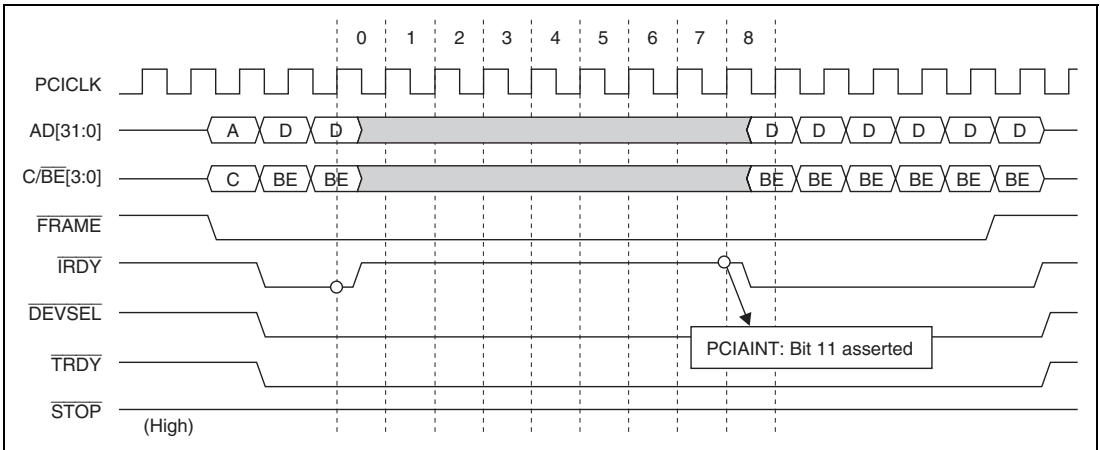 0 1 2 3 4 5 6 7 8
PCICLK
AD[31:0] A D D D D D D D D
C/BE[3:0] C BE BE BE BE BE BE BE BE
FRAME
IRDY
DEVSEL
PCIAINT: Bit 11 asserted
TRDY
STOP
(High)